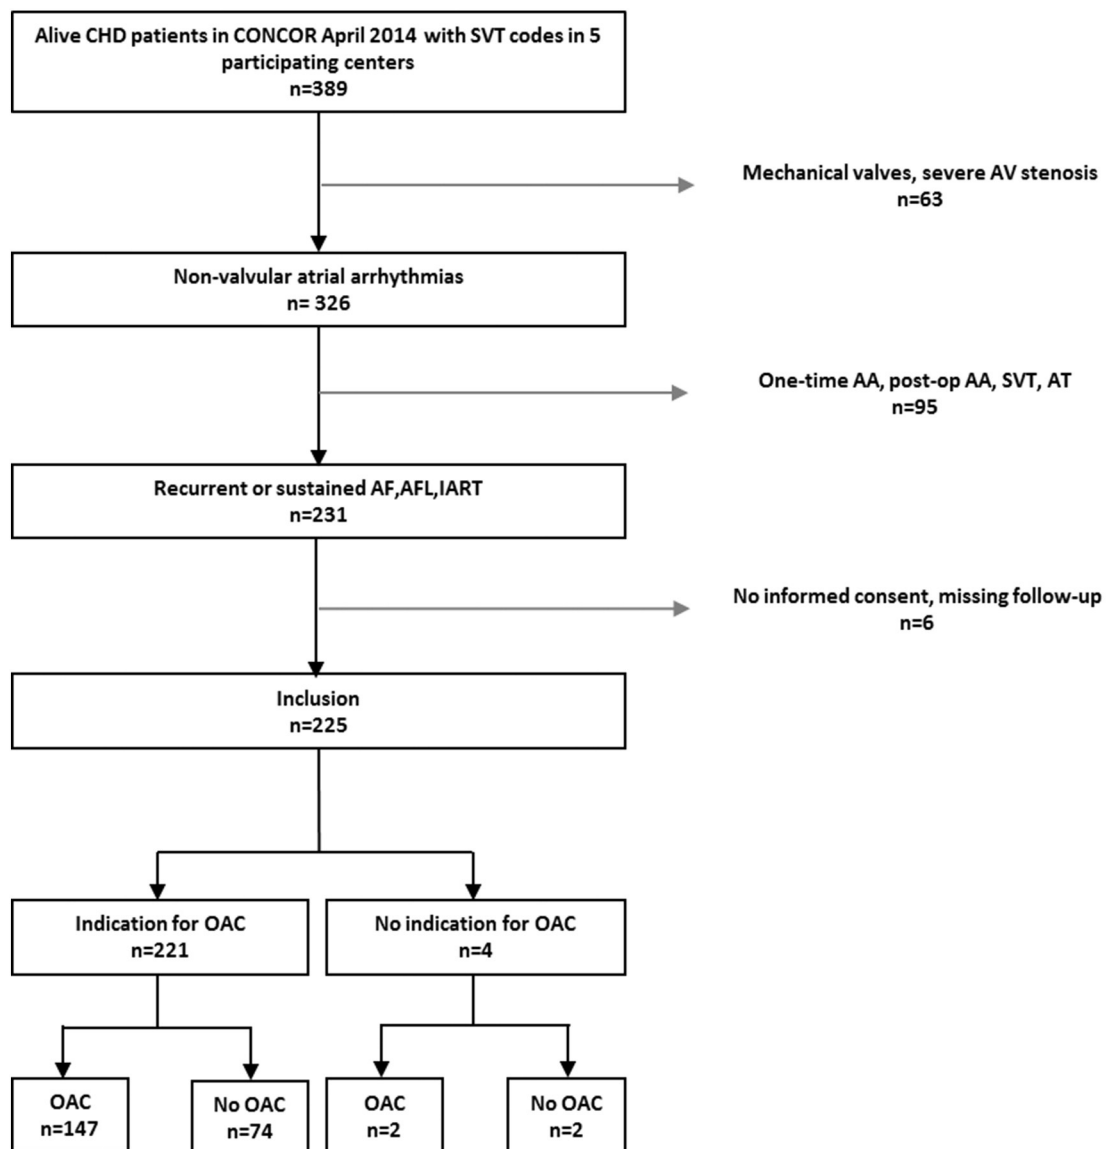 Alive CHD patients in CONCOR April 2014 with SVT codes in 5
participating centers
n=389
Mechanical valves, severe AV stenosis
n=63
Non-valvular atrial arrhythmias
n= 326
One-time AA, post-op AA, SVT, AT
n=95
Recurrent or sustained AF,AFL,IART
n=231
No informed consent, missing follow-up
n=6
Inclusion
n=225
Indication for OAC
n=221
No indication for OAC
n=4
OAC
n=147
No OAC
n=74
OAC
n=2
No OAC
n=2